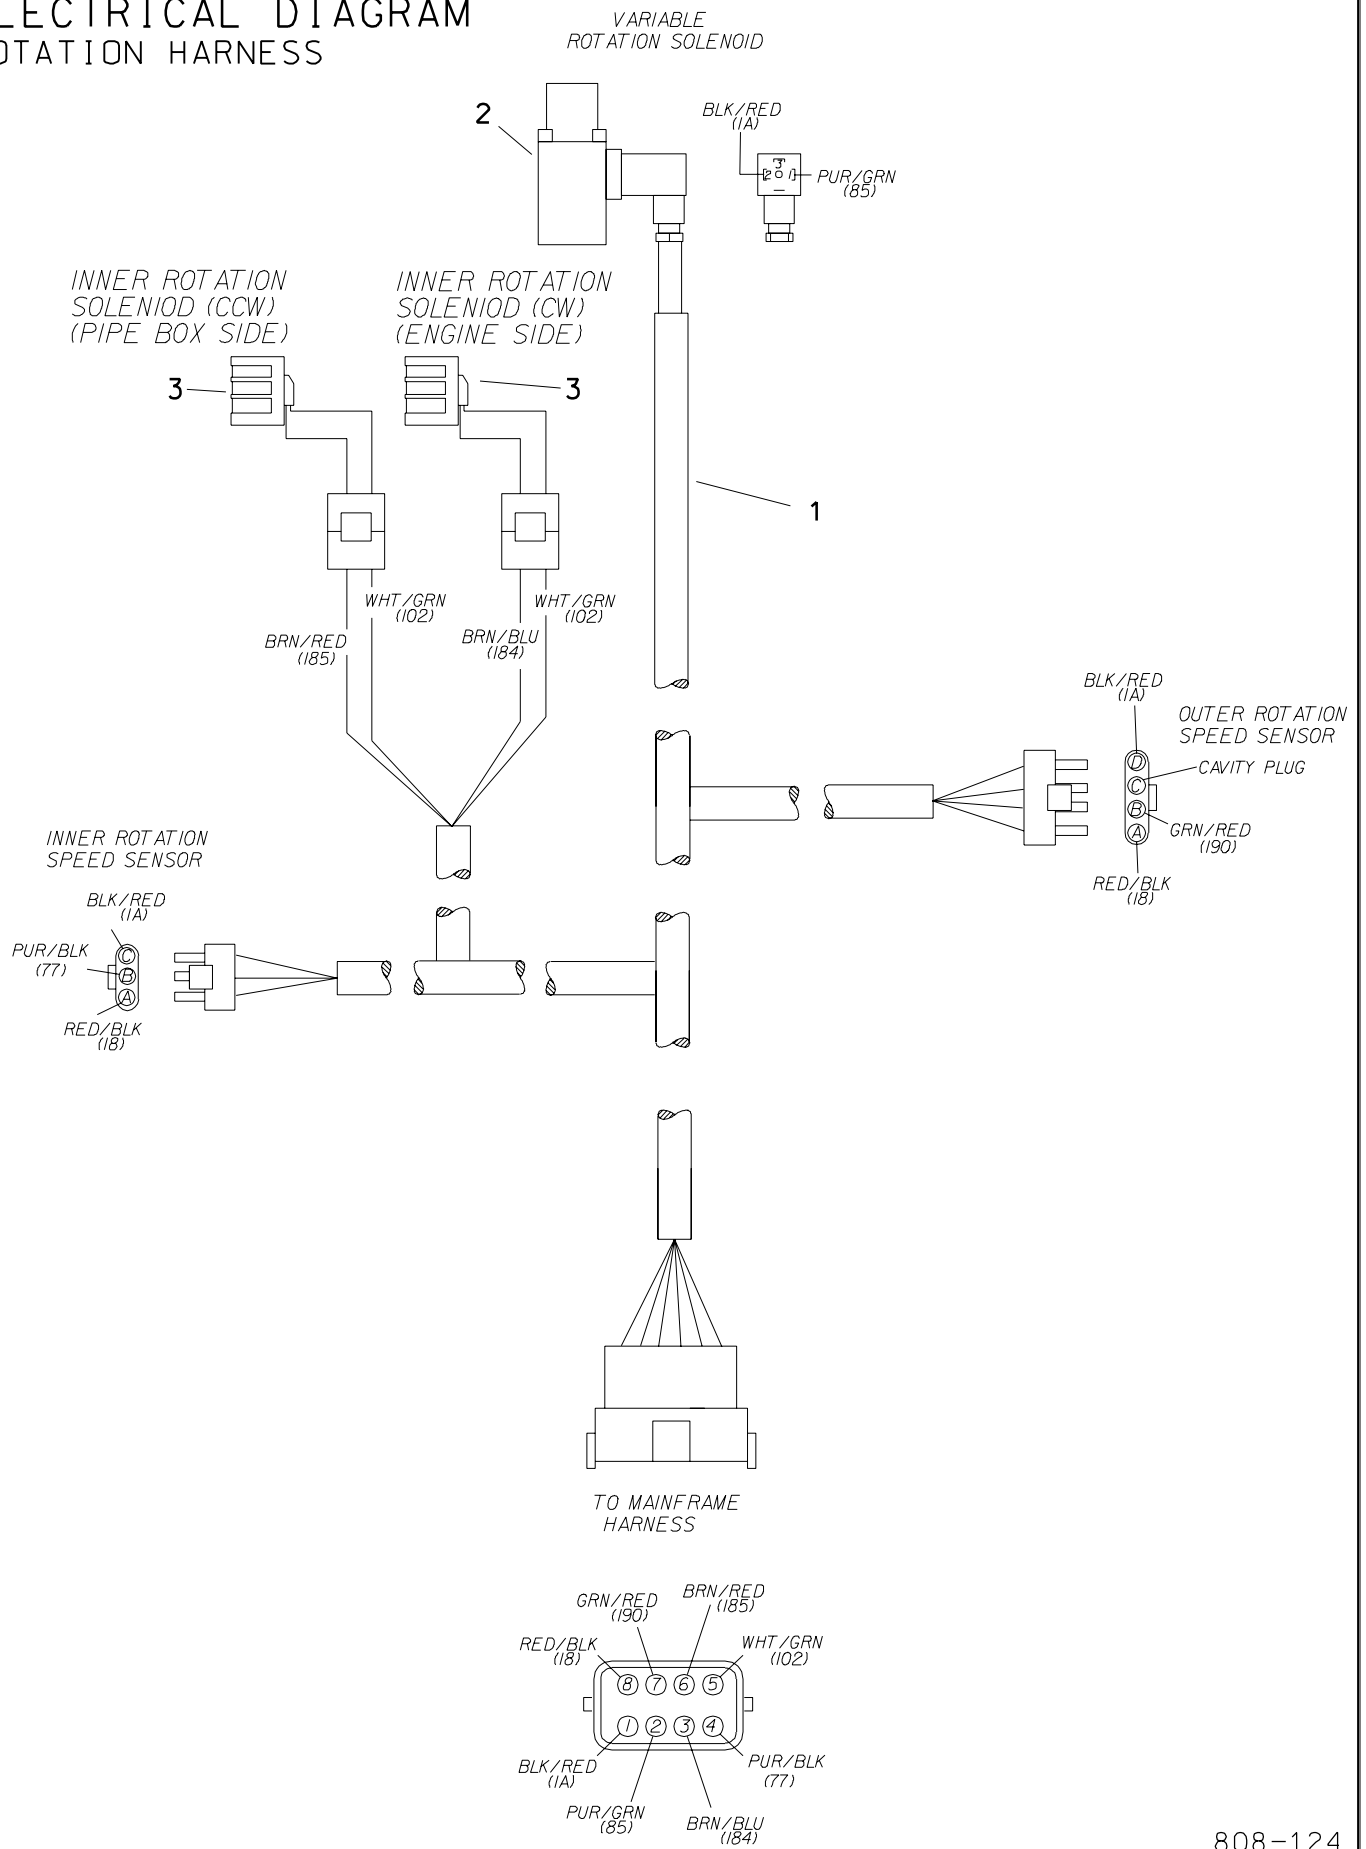 LECTRICAL DIAGRAM
OTATION HARNESS
VARIABLE
ROTATION SOLENOID
2
BLK/RED
(1A)
3
2
1
PUR/GRN
(85)
INNER ROTATION
SOLENIOD (CCW)
(PIPE BOX SIDE)
INNER ROTATION
SOLENIOD (CW)
(ENGINE SIDE)
3
3
1
WHT/GRN
(102)
BRN/RED
(185)
WHT/GRN
(102)
BRN/BLU
(184)
BLK/RED
(1A)
OUTER ROTATION
SPEED SENSOR
D
CAVITY PLUG
C
B
GRN/RED
(190)
A
RED/BLK
(18)
INNER ROTATION
SPEED SENSOR
BLK/RED
(1A)
PUR/BLK
(77)
C
B
A
RED/BLK
(18)
TO MAINFRAME
HARNESS
GRN/RED
(190)
BRN/RED
(185)
RED/BLK
(18)
WHT/GRN
(102)
8 7 6 5
1 2 3 4
BLK/RED
(1A)
PUR/BLK
(77)
PUR/GRN
(85)
BRN/BLU
(184)
808-124